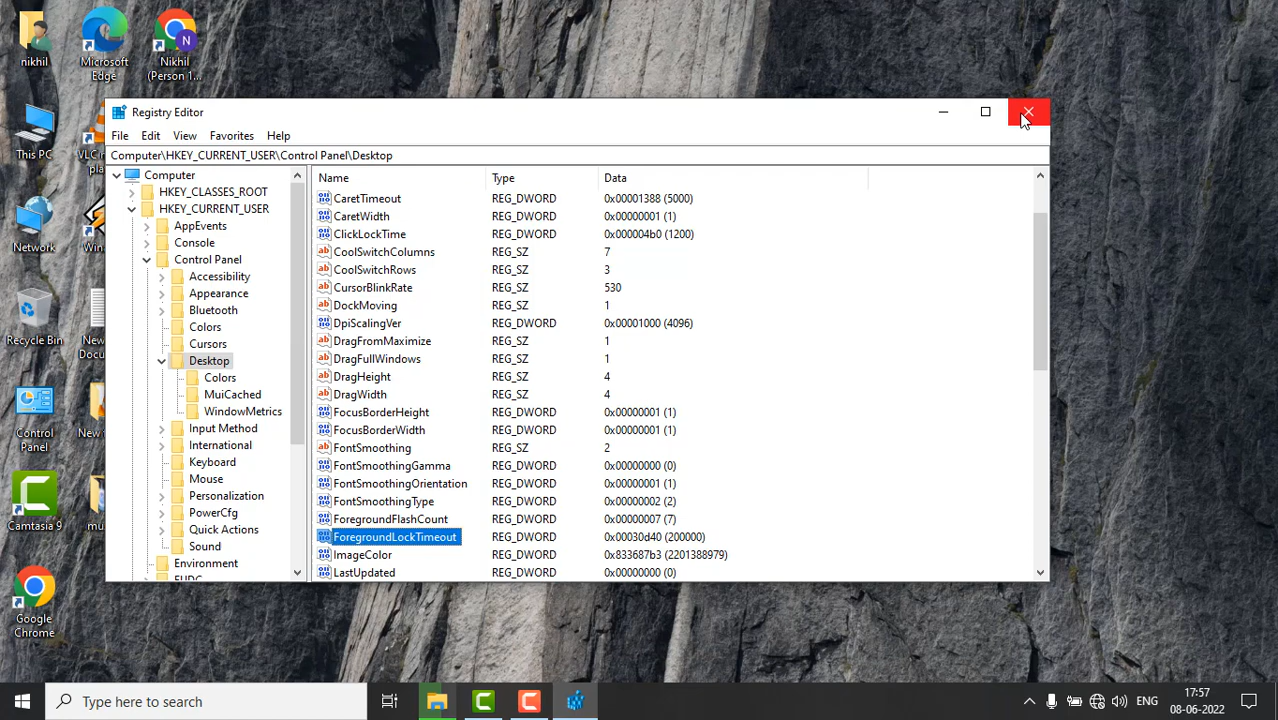 nikhil
Microsoft
Edge
Nikhil
(Person 1...
This PC
VLC
Network
Recycle Bin
Control
Panel
Camtasia 9
Google
Chrome
Registry Editor
File Edit View Favorites Help
Computer\HKEY_CURRENT_USER\Control Panel\Desktop
Computer
HKEY_CLASSES_ROOT
HKEY_CURRENT_USER
AppEvents
Console
Control Panel
Accessibility
Appearance
Bluetooth
Colors
Cursors
Desktop
Colors
MuiCached
WindowMetrics
Input Method
International
Keyboard
Mouse
Personalization
PowerCfg
Quick Actions
Sound
Environment
Name Type Data
CaretTimeout REG_DWORD 0x00001388 (5000)
CaretWidth REG_DWORD 0x00000001 (1)
ClickLockTime REG_DWORD 0x000004b0 (1200)
CoolSwitchColumns REG_SZ 7
CoolSwitchRows REG_SZ 3
CursorBlinkRate REG_SZ 530
DockMoving REG_SZ 1
DpiScalingVer REG_DWORD 0x00001000 (4096)
DragFromMaximize REG_SZ 1
DragFullWindows REG_SZ 1
DragHeight REG_SZ 4
DragWidth REG_SZ 4
FocusBorderHeight REG_DWORD 0x00000001 (1)
FocusBorderWidth REG_DWORD 0x00000001 (1)
FontSmoothing REG_SZ 2
FontSmoothingGamma REG_DWORD 0x00000000 (0)
FontSmoothingOrientation REG_DWORD 0x00000001 (1)
FontSmoothingType REG_DWORD 0x00000002 (2)
ForegroundFlashCount REG_DWORD 0x00000007 (7)
ForegroundLockTimeout REG_DWORD 0x00030d40 (200000)
ImageColor REG_DWORD 0x833687b3 (2201388979)
LastUpdated REG_DWORD 0x00000000 (0)
Type here to search
ENG
17:57
08-06-2022